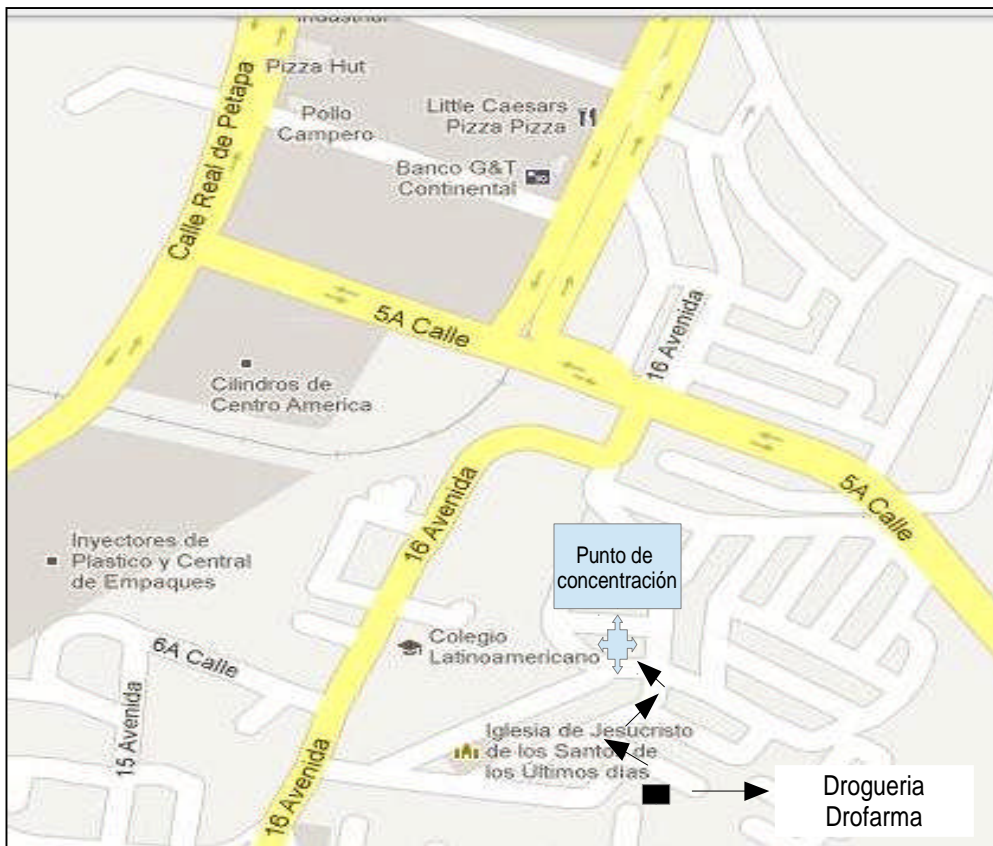 Industrial
Pizza Hut
Calle Real de Petapa
Pollo
Campero
Little Caesars
Pizza Pizza
Banco G&T
Continental
5A Calle
16 Avenida
Cilindros de
Centro America
5A Calle
16 Avenida
Inyectores de
Plastico y Central
de Empaques
Punto de
concentración
6A Calle
Colegio
Latinoamericano
15 Avenida
Iglesia de Jesucristo
de los Santos de
los Últimos días
16 Avenida
Drogueria
Drofarma